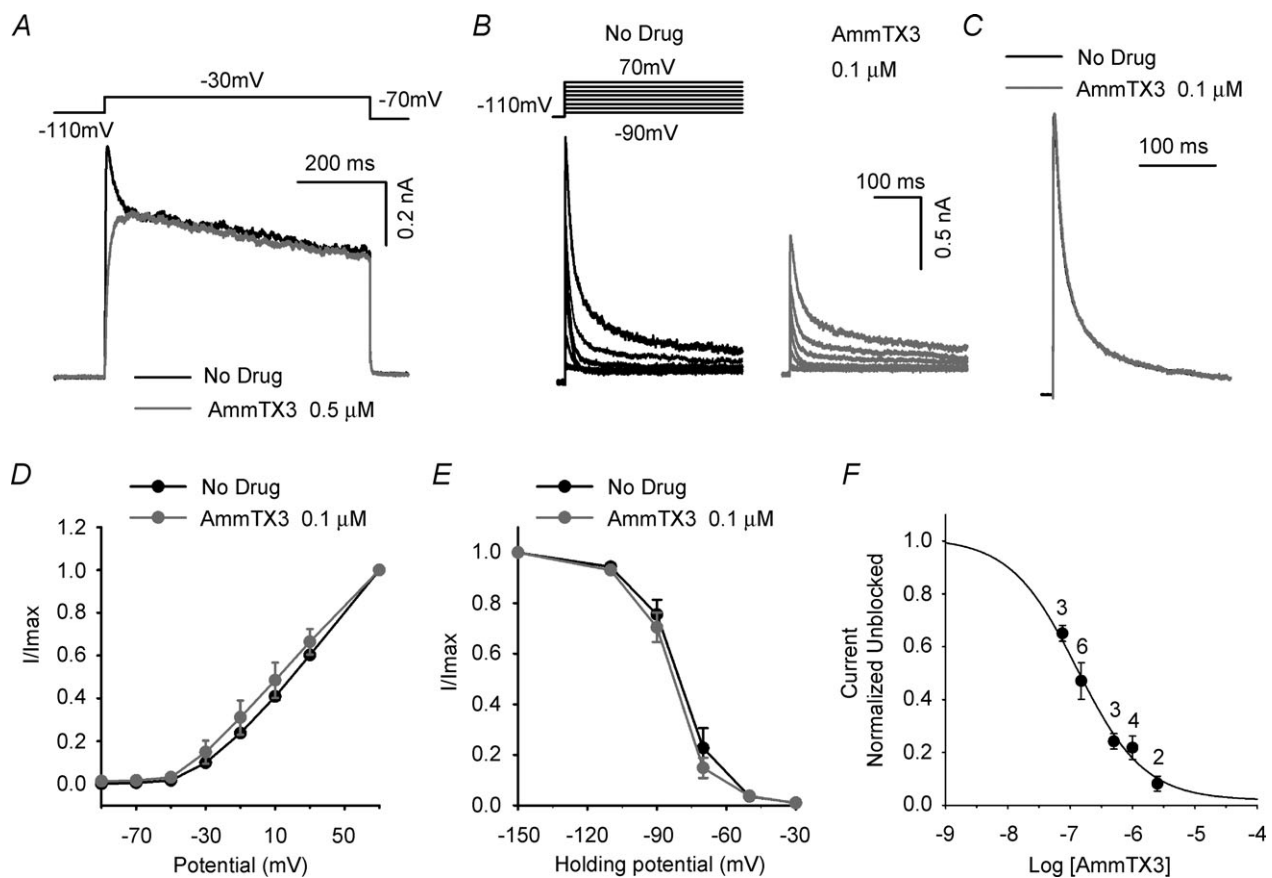 A
-30mV
-70mV
-110mV
200 ms
0.2 nA
No Drug
AmmTX3 0.5 μM
B
No Drug
70mV
-110mV
-90mV
AmmTX3
0.1 μM
100 ms
0.5 nA
C
No Drug
AmmTX3 0.1 μM
100 ms
D
No Drug
AmmTX3 0.1 μM
I/Imax
1.2
1.0
0.8
0.6
0.4
0.2
0.0
-70 -30 10 50
Potential (mV)
E
No Drug
AmmTX3 0.1 μM
I/Imax
1.0
0.8
0.6
0.4
0.2
0.0
-150 -130 -110 -90 -70 -50 -30
Holding potential (mV)
F
Current
Normalized Unblocked
1.0
0.8
0.6
0.4
0.2
0.0
3
6
3
4
2
-9 -8 -7 -6 -5 -4
Log [AmmTX3]